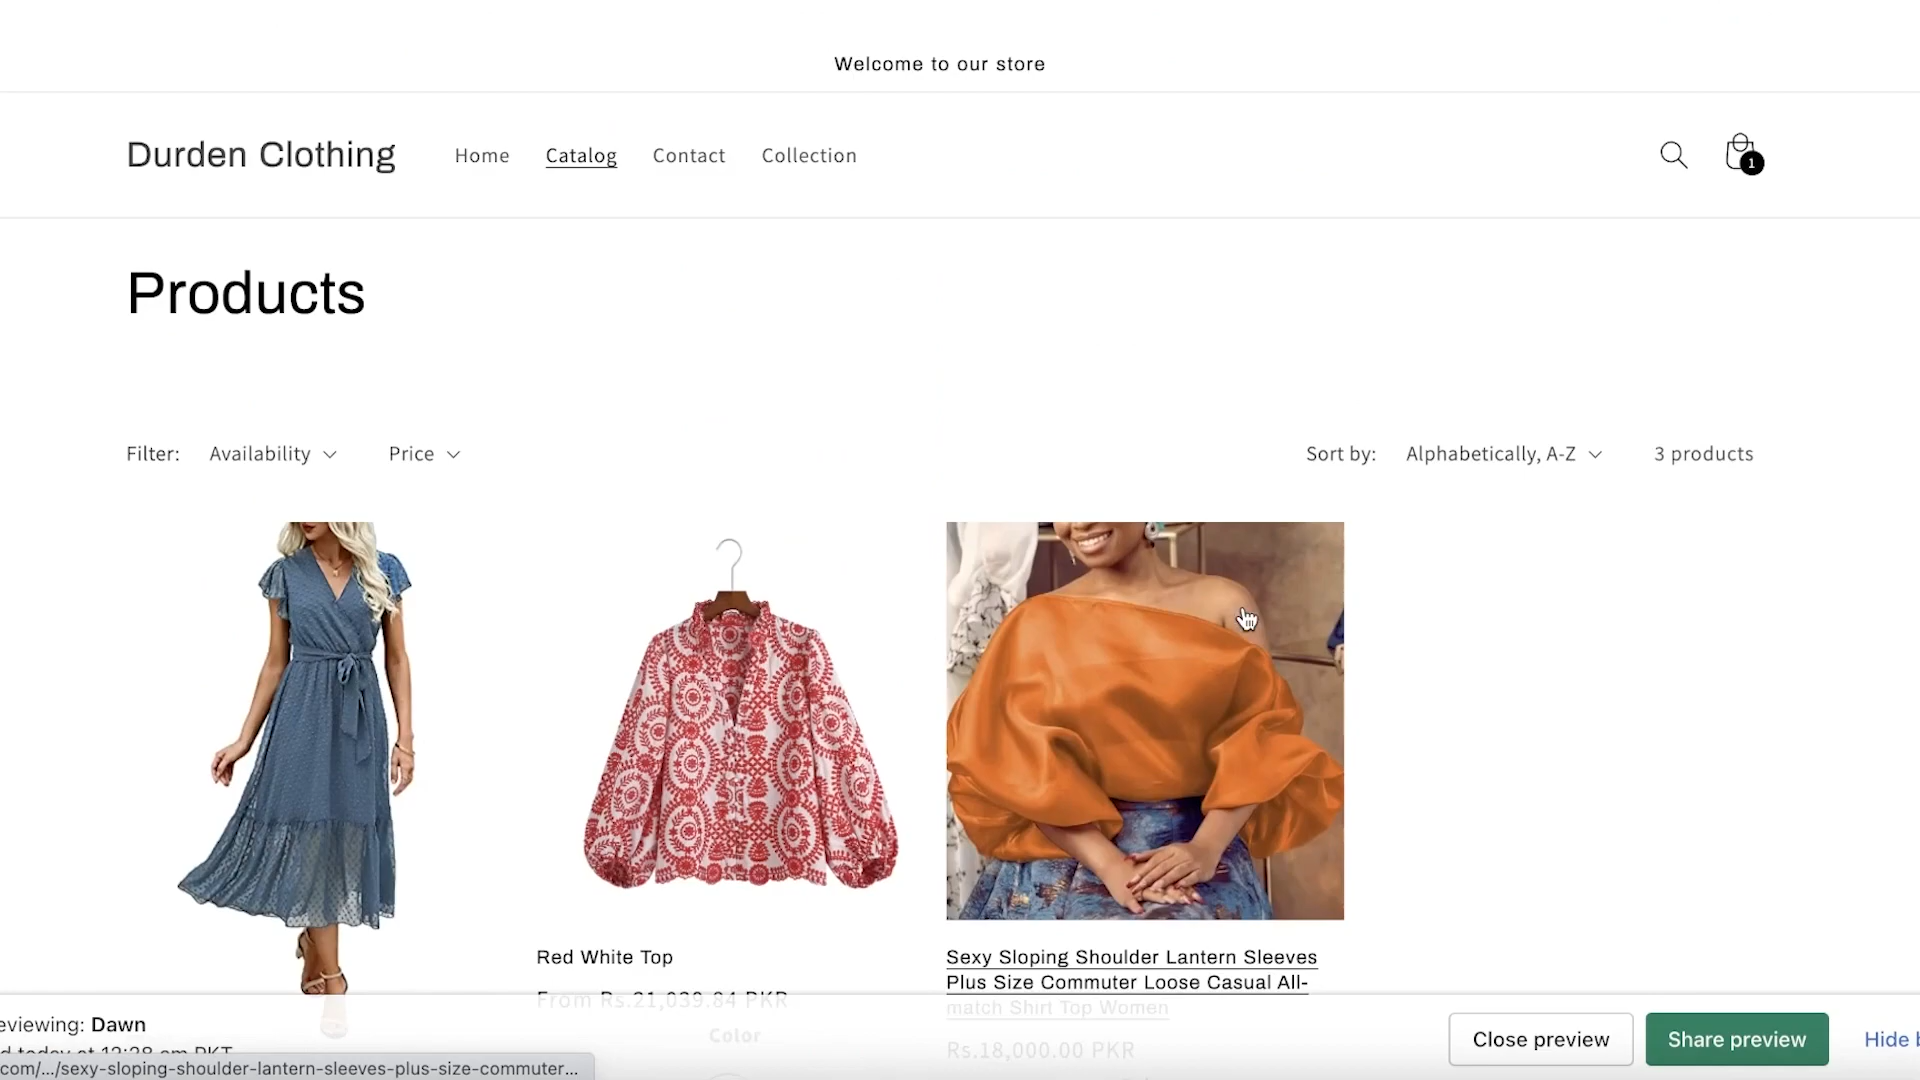 Welcome to our store
Durden Clothing Home Catalog Contact Collection
1
Products
Filter: Availability Price Sort by: Alphabetically, A-Z 3 products
Red White Top
From Rs.21,039.84 PKR
Color
Sexy Sloping Shoulder Lantern Sleeves
Plus Size Commuter Loose Casual All-
match Shirt Top Women
Rs.18,000.00 PKR
eviewing: Dawn
d today at 12:28 am PKT
com/.../sexy-sloping-shoulder-lantern-sleeves-plus-size-commuter...
Close preview Share preview Hide b